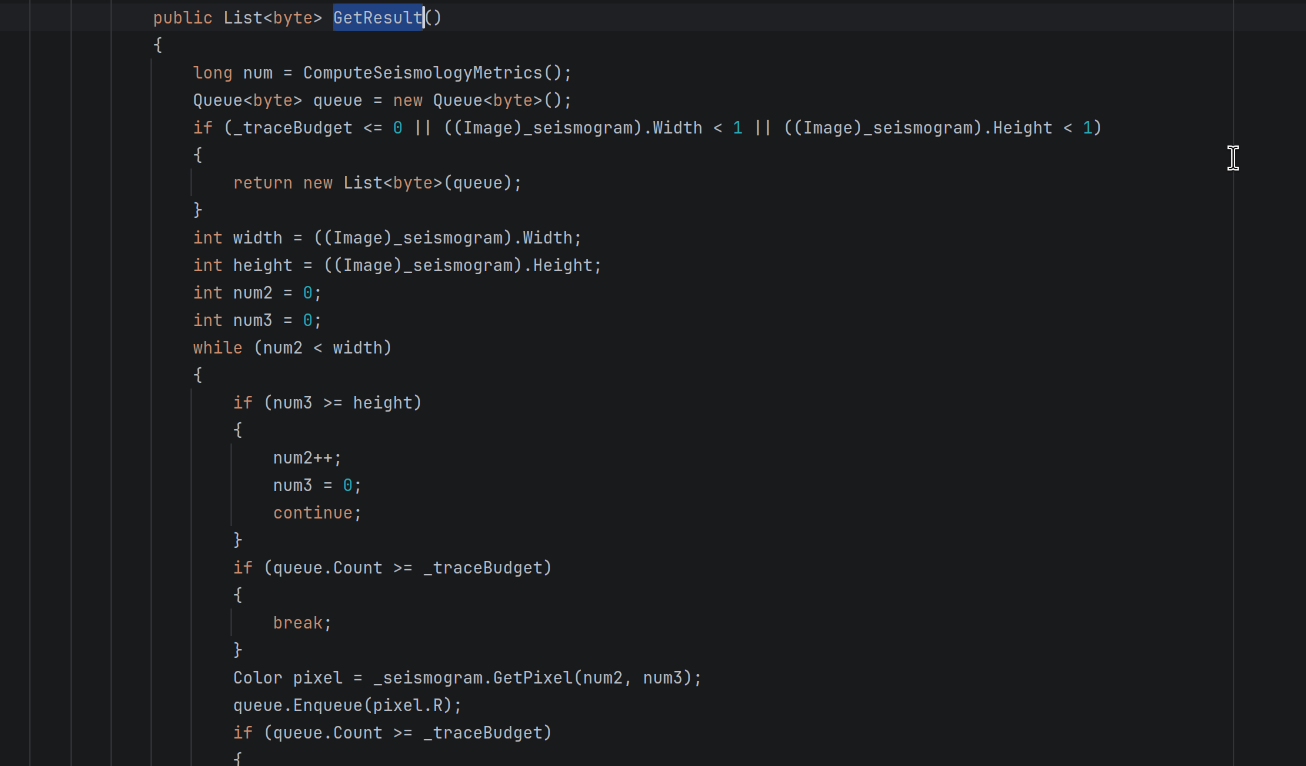 public List<byte> GetResult()
{
long num = ComputeSeismologyMetrics();
Queue<byte> queue = new Queue<byte>();
if (_traceBudget <= 0 || ((Image)_seismogram).Width < 1 || ((Image)_seismogram).Height < 1)
{
return new List<byte>(queue);
}
int width = ((Image)_seismogram).Width;
int height = ((Image)_seismogram).Height;
int num2 = 0;
int num3 = 0;
while (num2 < width)
{
if (num3 >= height)
{
num2++;
num3 = 0;
continue;
}
if (queue.Count >= _traceBudget)
{
break;
}
Color pixel = _seismogram.GetPixel(num2, num3);
queue.Enqueue(pixel.R);
if (queue.Count >= _traceBudget)
{